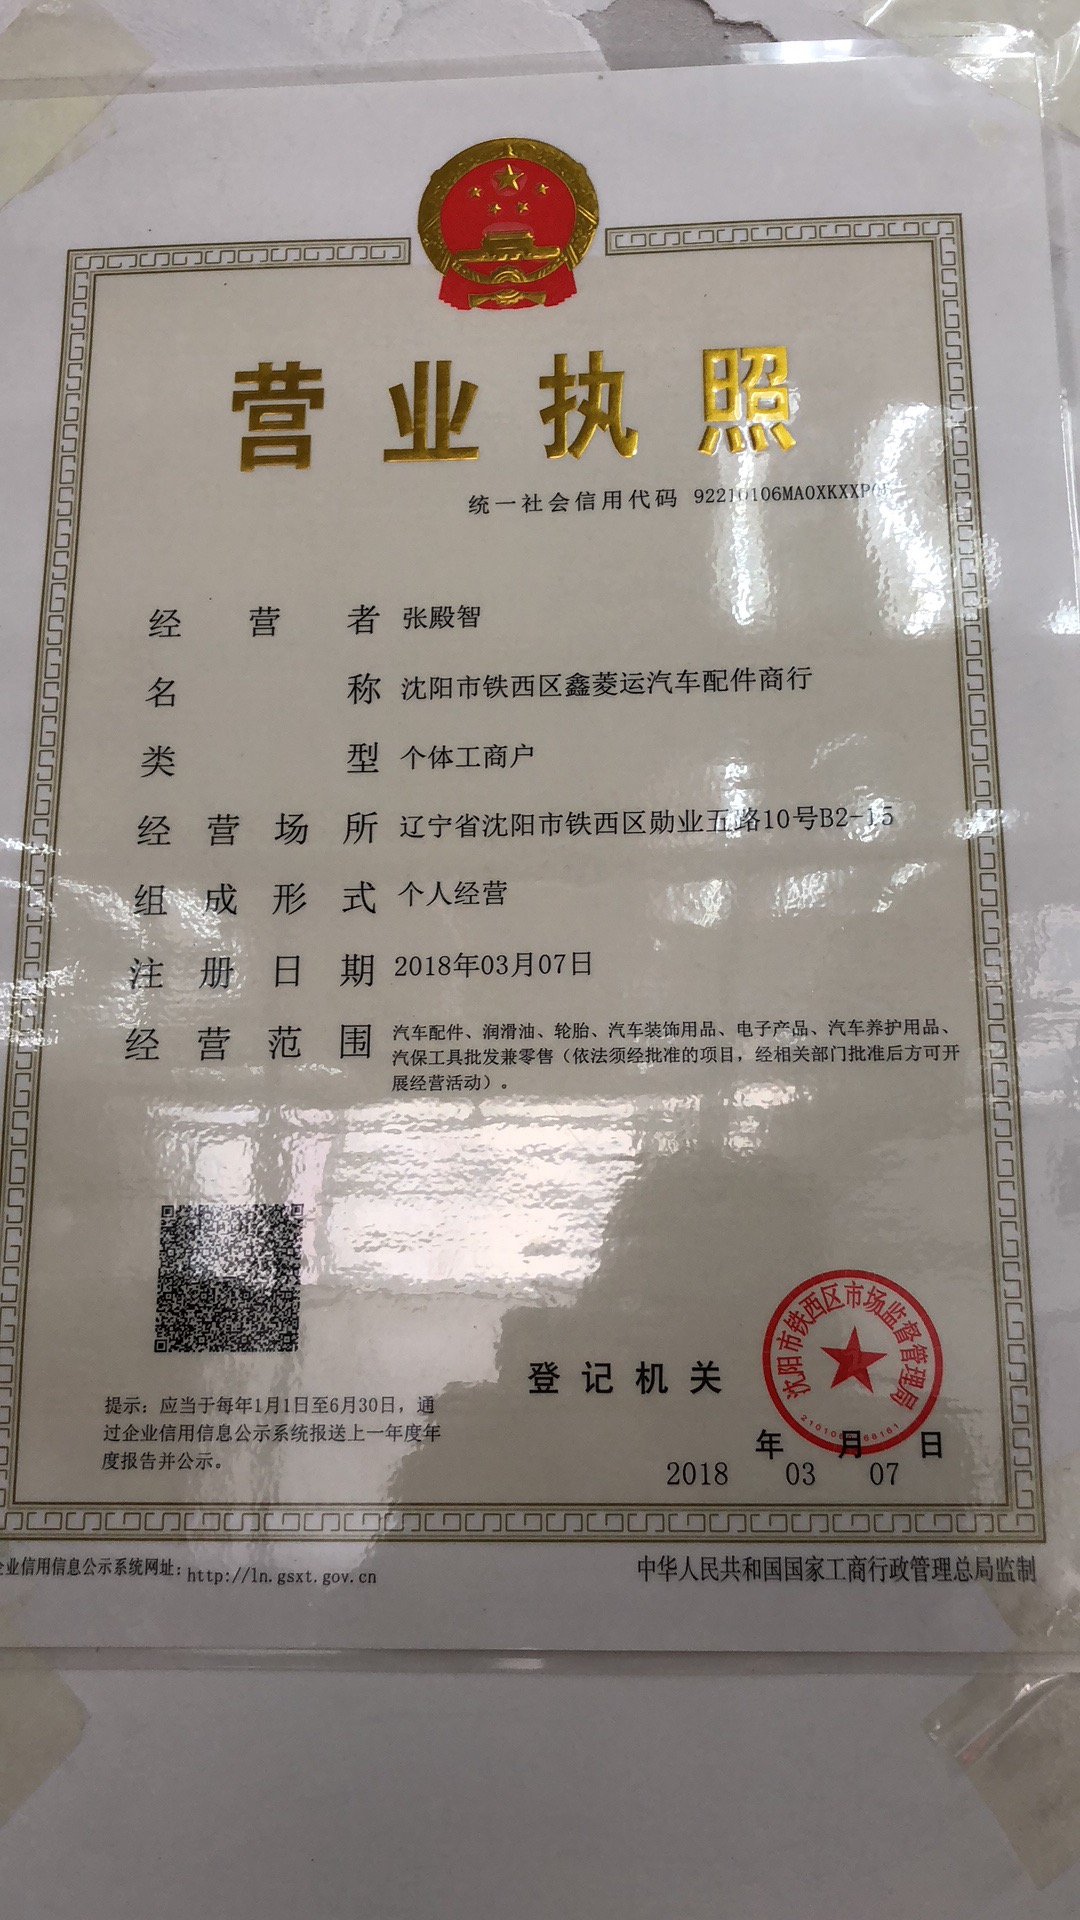 营业执照
统一社会信用代码
经营者 张殿智
名称 沈阳市铁西区鑫菱运汽车配件商行
类型 个体工商户
经营场所 辽宁省沈阳市铁西区勋业五路10号B2-15
组成形式 个人经营
注册日期 2018年03月07日
经营范围 汽车配件、润滑油、轮胎、汽车装饰用品、电子产品、汽车养护用品、
汽保工具批发兼零售（依法须经批准的项目，经相关部门批准后方可开
展经营活动）。
沈阳市铁西区市场监督管理局
登记机关
年 月 日
2018 03 07
提示：应当于每年1月1日至6月30日，通
过企业信用信息公示系统报送上一年度年
度报告并公示。
业信用信息公示系统网址：http://ln.gsxt.gov.cn
中华人民共和国国家工商行政管理总局监制